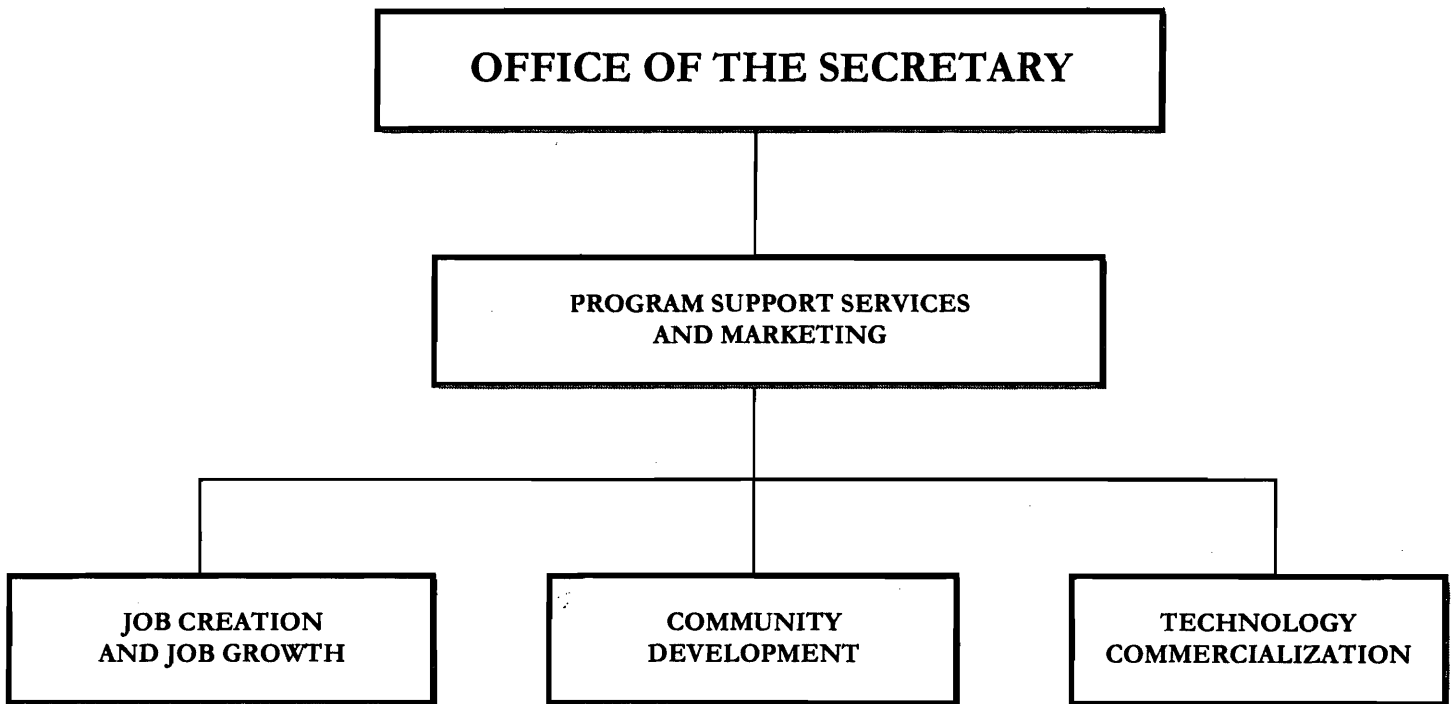 OFFICE OF THE SECRETARY
PROGRAM SUPPORT SERVICES
AND MARKETING
JOB CREATION
AND JOB GROWTH
COMMUNITY
DEVELOPMENT
TECHNOLOGY
COMMERCIALIZATION